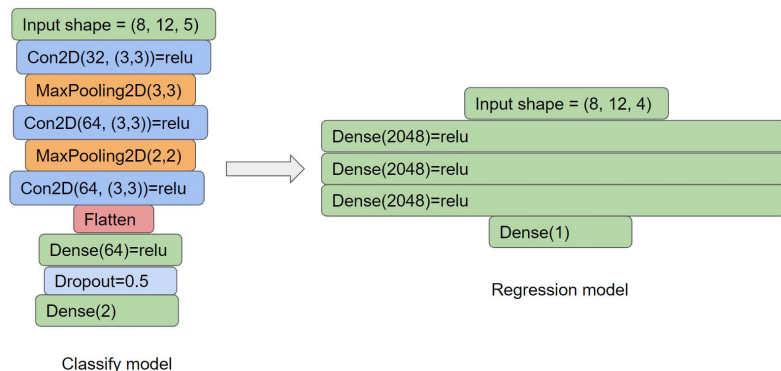 Input shape = (8, 12, 5)
Con2D(32, (3,3))=relu
MaxPooling2D(3,3)
Con2D(64, (3,3))=relu
MaxPooling2D(2,2)
Con2D(64, (3,3))=relu
Flatten
Dense(64)=relu
Dropout=0.5
Dense(2)
Classify model
Input shape = (8, 12, 4)
Dense(2048)=relu
Dense(2048)=relu
Dense(2048)=relu
Dense(1)
Regression model